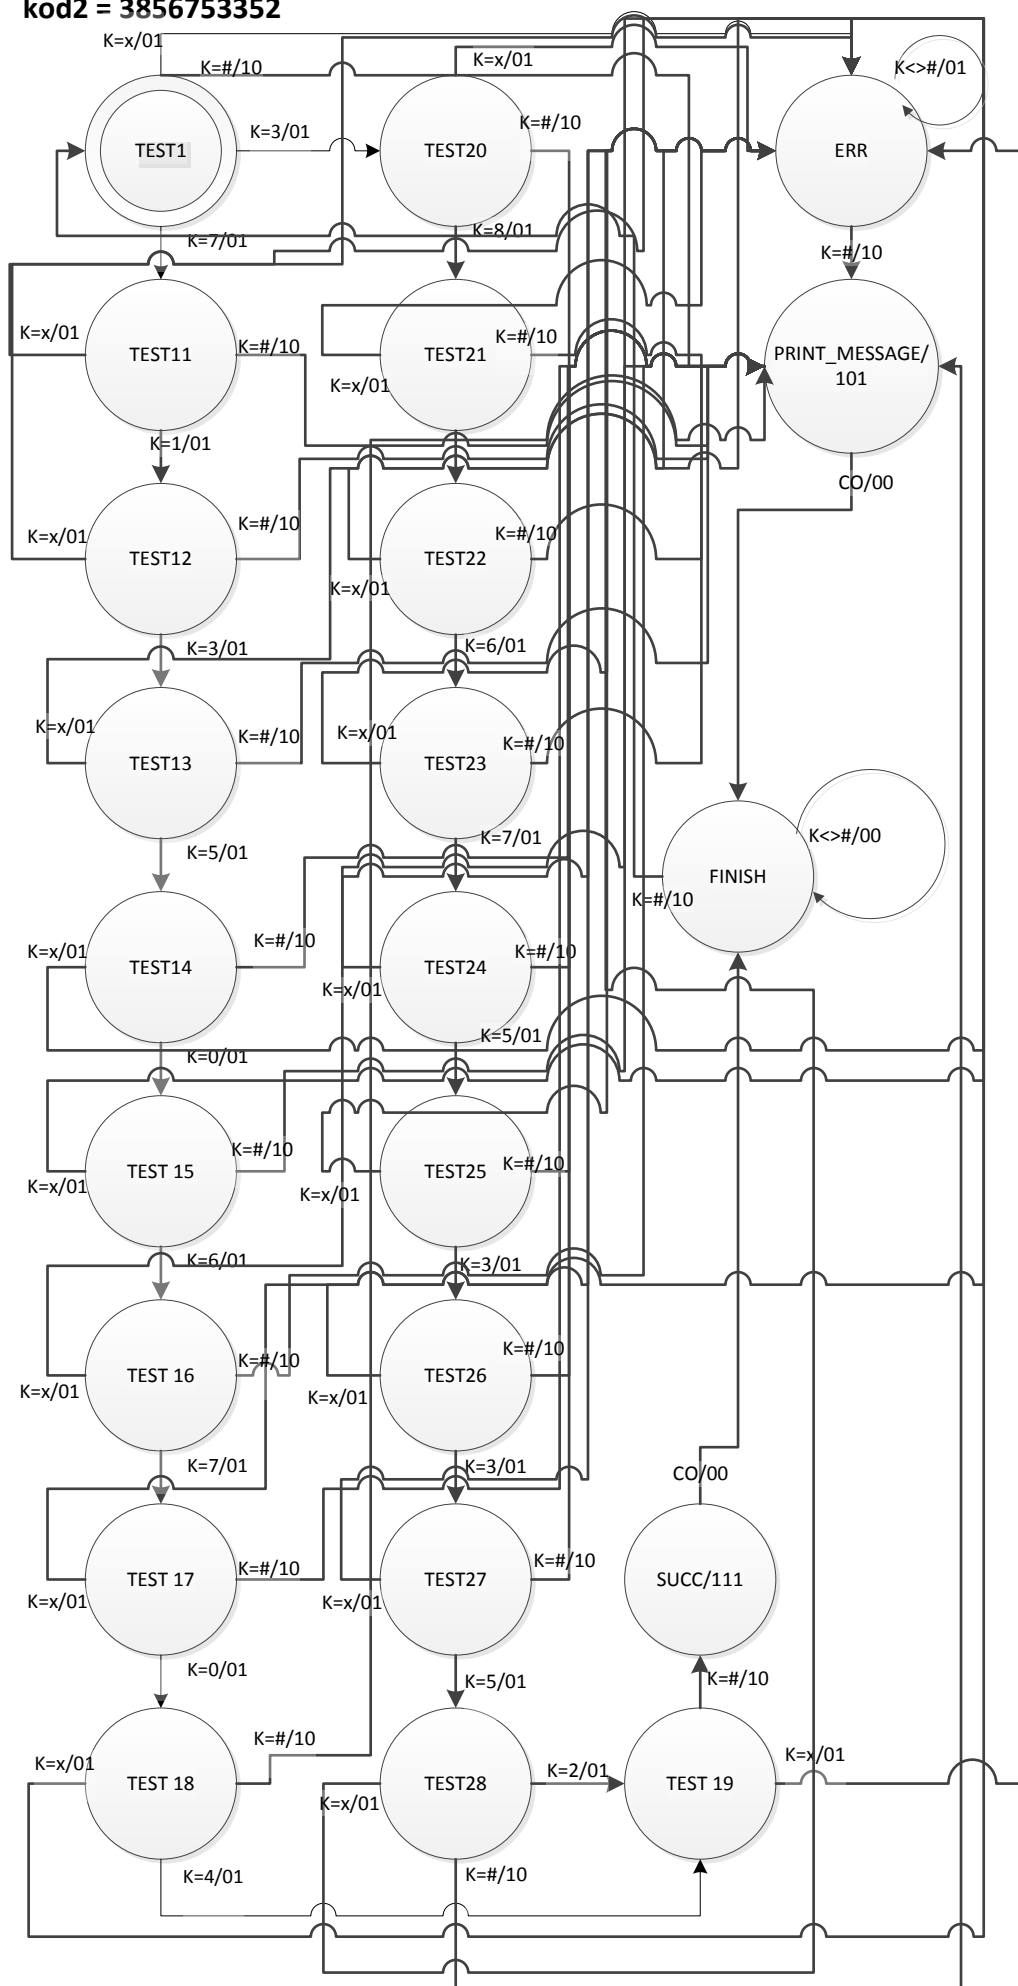 kod2 = 3856753352
K=x/01
K=#/10
K=x/01
K<>#/01
K=3/01
K=#/10
TEST1
TEST20
ERR
K=7/01
K=8/01
K=#/10
K=x/01
K=#/10
K=#/10
TEST11
TEST21
PRINT_MESSAGE/
101
K=x/01
K=1/01
CO/00
K=x/01
K=#/10
K=#/10
TEST12
TEST22
K=x/01
K=3/01
K=6/01
K=x/01
K=#/10
K=x/01
K=#/10
TEST13
TEST23
K=5/01
K=7/01
K<>#/00
FINISH
K=#/10
K=x/01
K=#/10
K=#/10
TEST14
TEST24
K=x/01
K=0/01
K=5/01
K=#/10
K=#/10
TEST 15
TEST25
K=x/01
K=x/01
K=6/01
K=3/01
K=#/10
K=#/10
TEST 16
TEST26
K=x/01
K=x/01
K=7/01
K=3/01
CO/00
K=#/10
K=#/10
TEST 17
TEST27
SUCC/111
K=x/01
K=x/01
K=0/01
K=5/01
K=#/10
K=x/01
K=#/10
K=2/01
K=x/01
TEST 18
TEST28
TEST 19
K=x/01
K=4/01
K=#/10